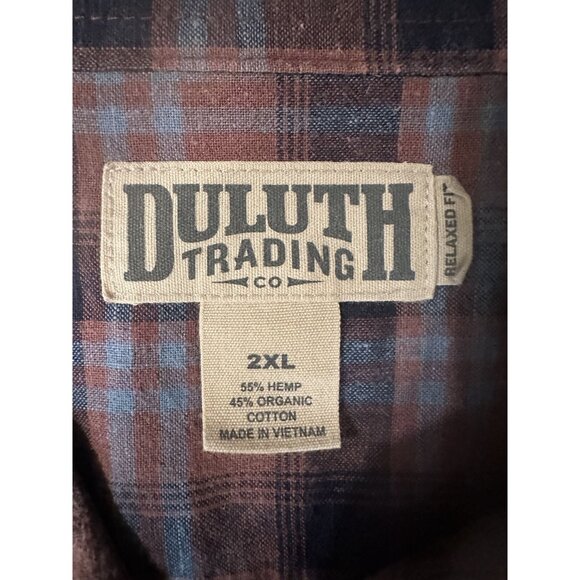 DULUTH
TRADING
CO
RELAXED FIT
2XL
55% HEMP
45% ORGANIC
COTTON
MADE IN VIETNAM